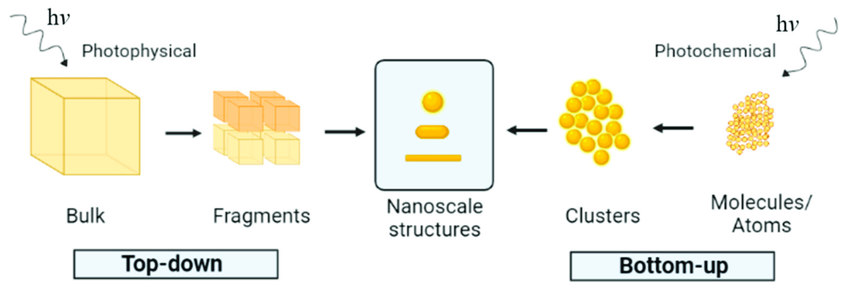 hν
Photophysical
hν
Photochemical
Bulk
Fragments
Nanoscale
structures
Clusters
Molecules/
Atoms
Top-down
Bottom-up